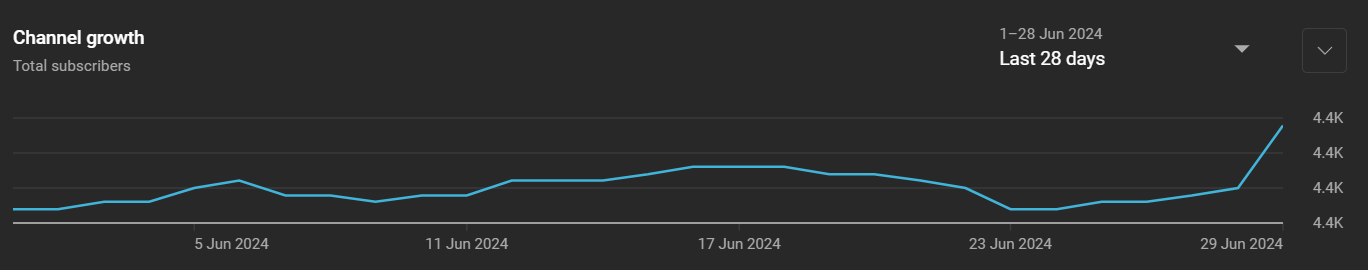 Channel growth
Total subscribers
1–28 Jun 2024
Last 28 days
4.4K
4.4K
4.4K
4.4K
5 Jun 2024
11 Jun 2024
17 Jun 2024
23 Jun 2024
29 Jun 2024